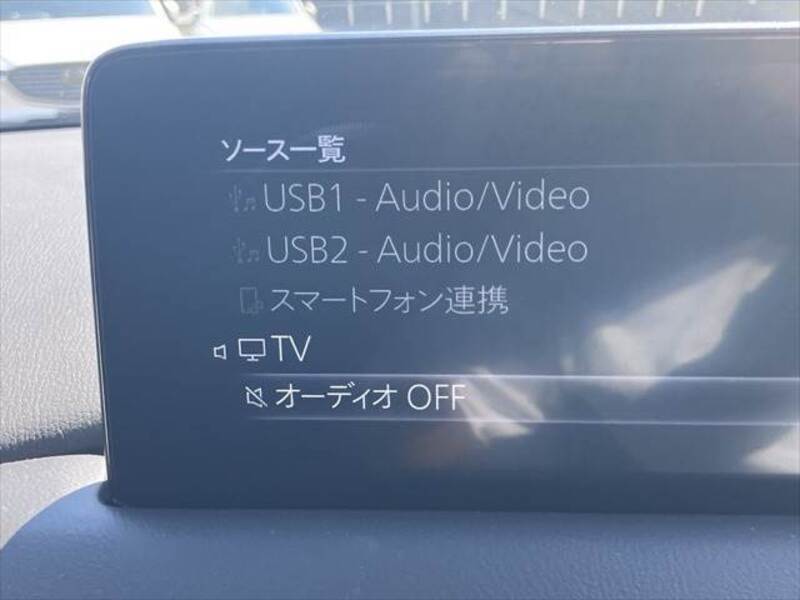 ソース一覧
USB1 - Audio/Video
USB2 - Audio/Video
スマートフォン連携
TV
オーディオ OFF